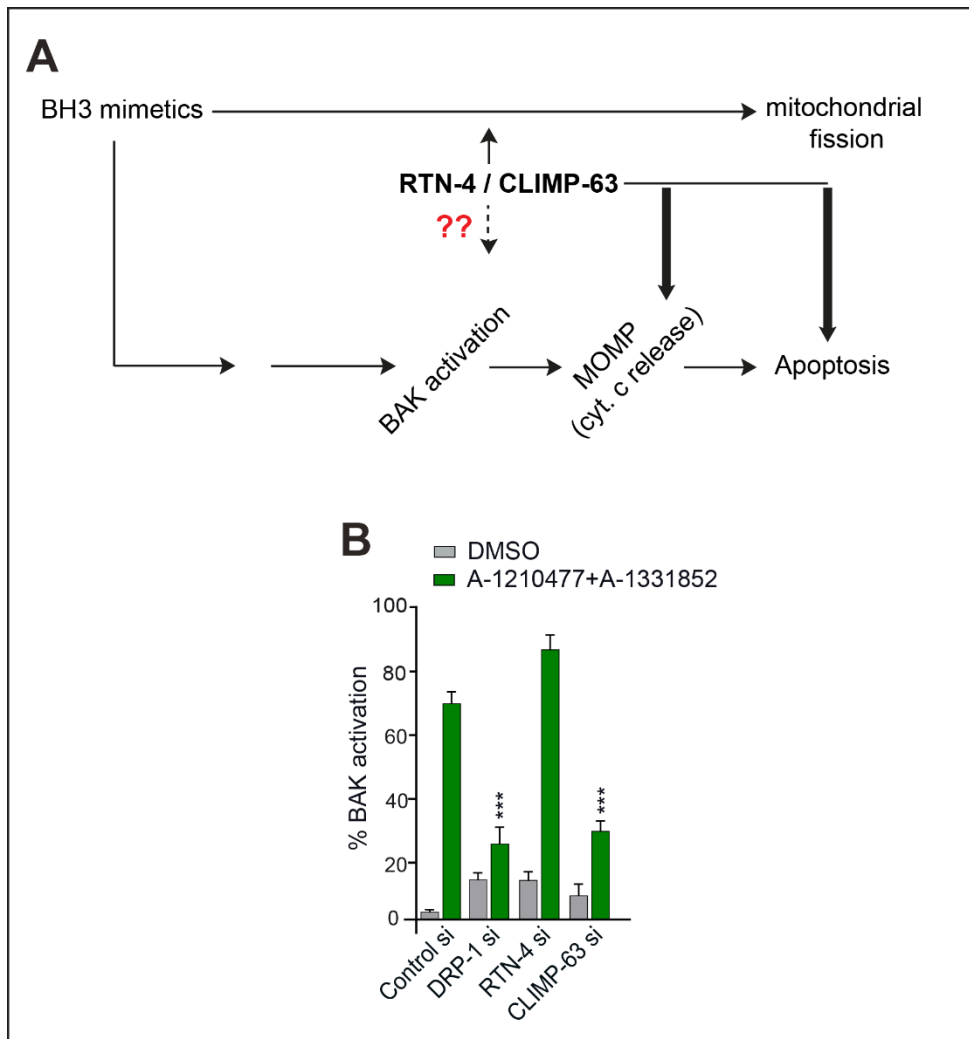 A
BH3 mimetics
mitochondrial
fission
RTN-4 / CLIMP-63
??
BAK activation
MOMP
(cyt. c release)
Apoptosis
B
DMSO
A-1210477+A-1331852
% BAK activation
100
80
60
40
20
0
***
***
Control si
DRP-1 si
RTN-4 si
CLIMP-63 si